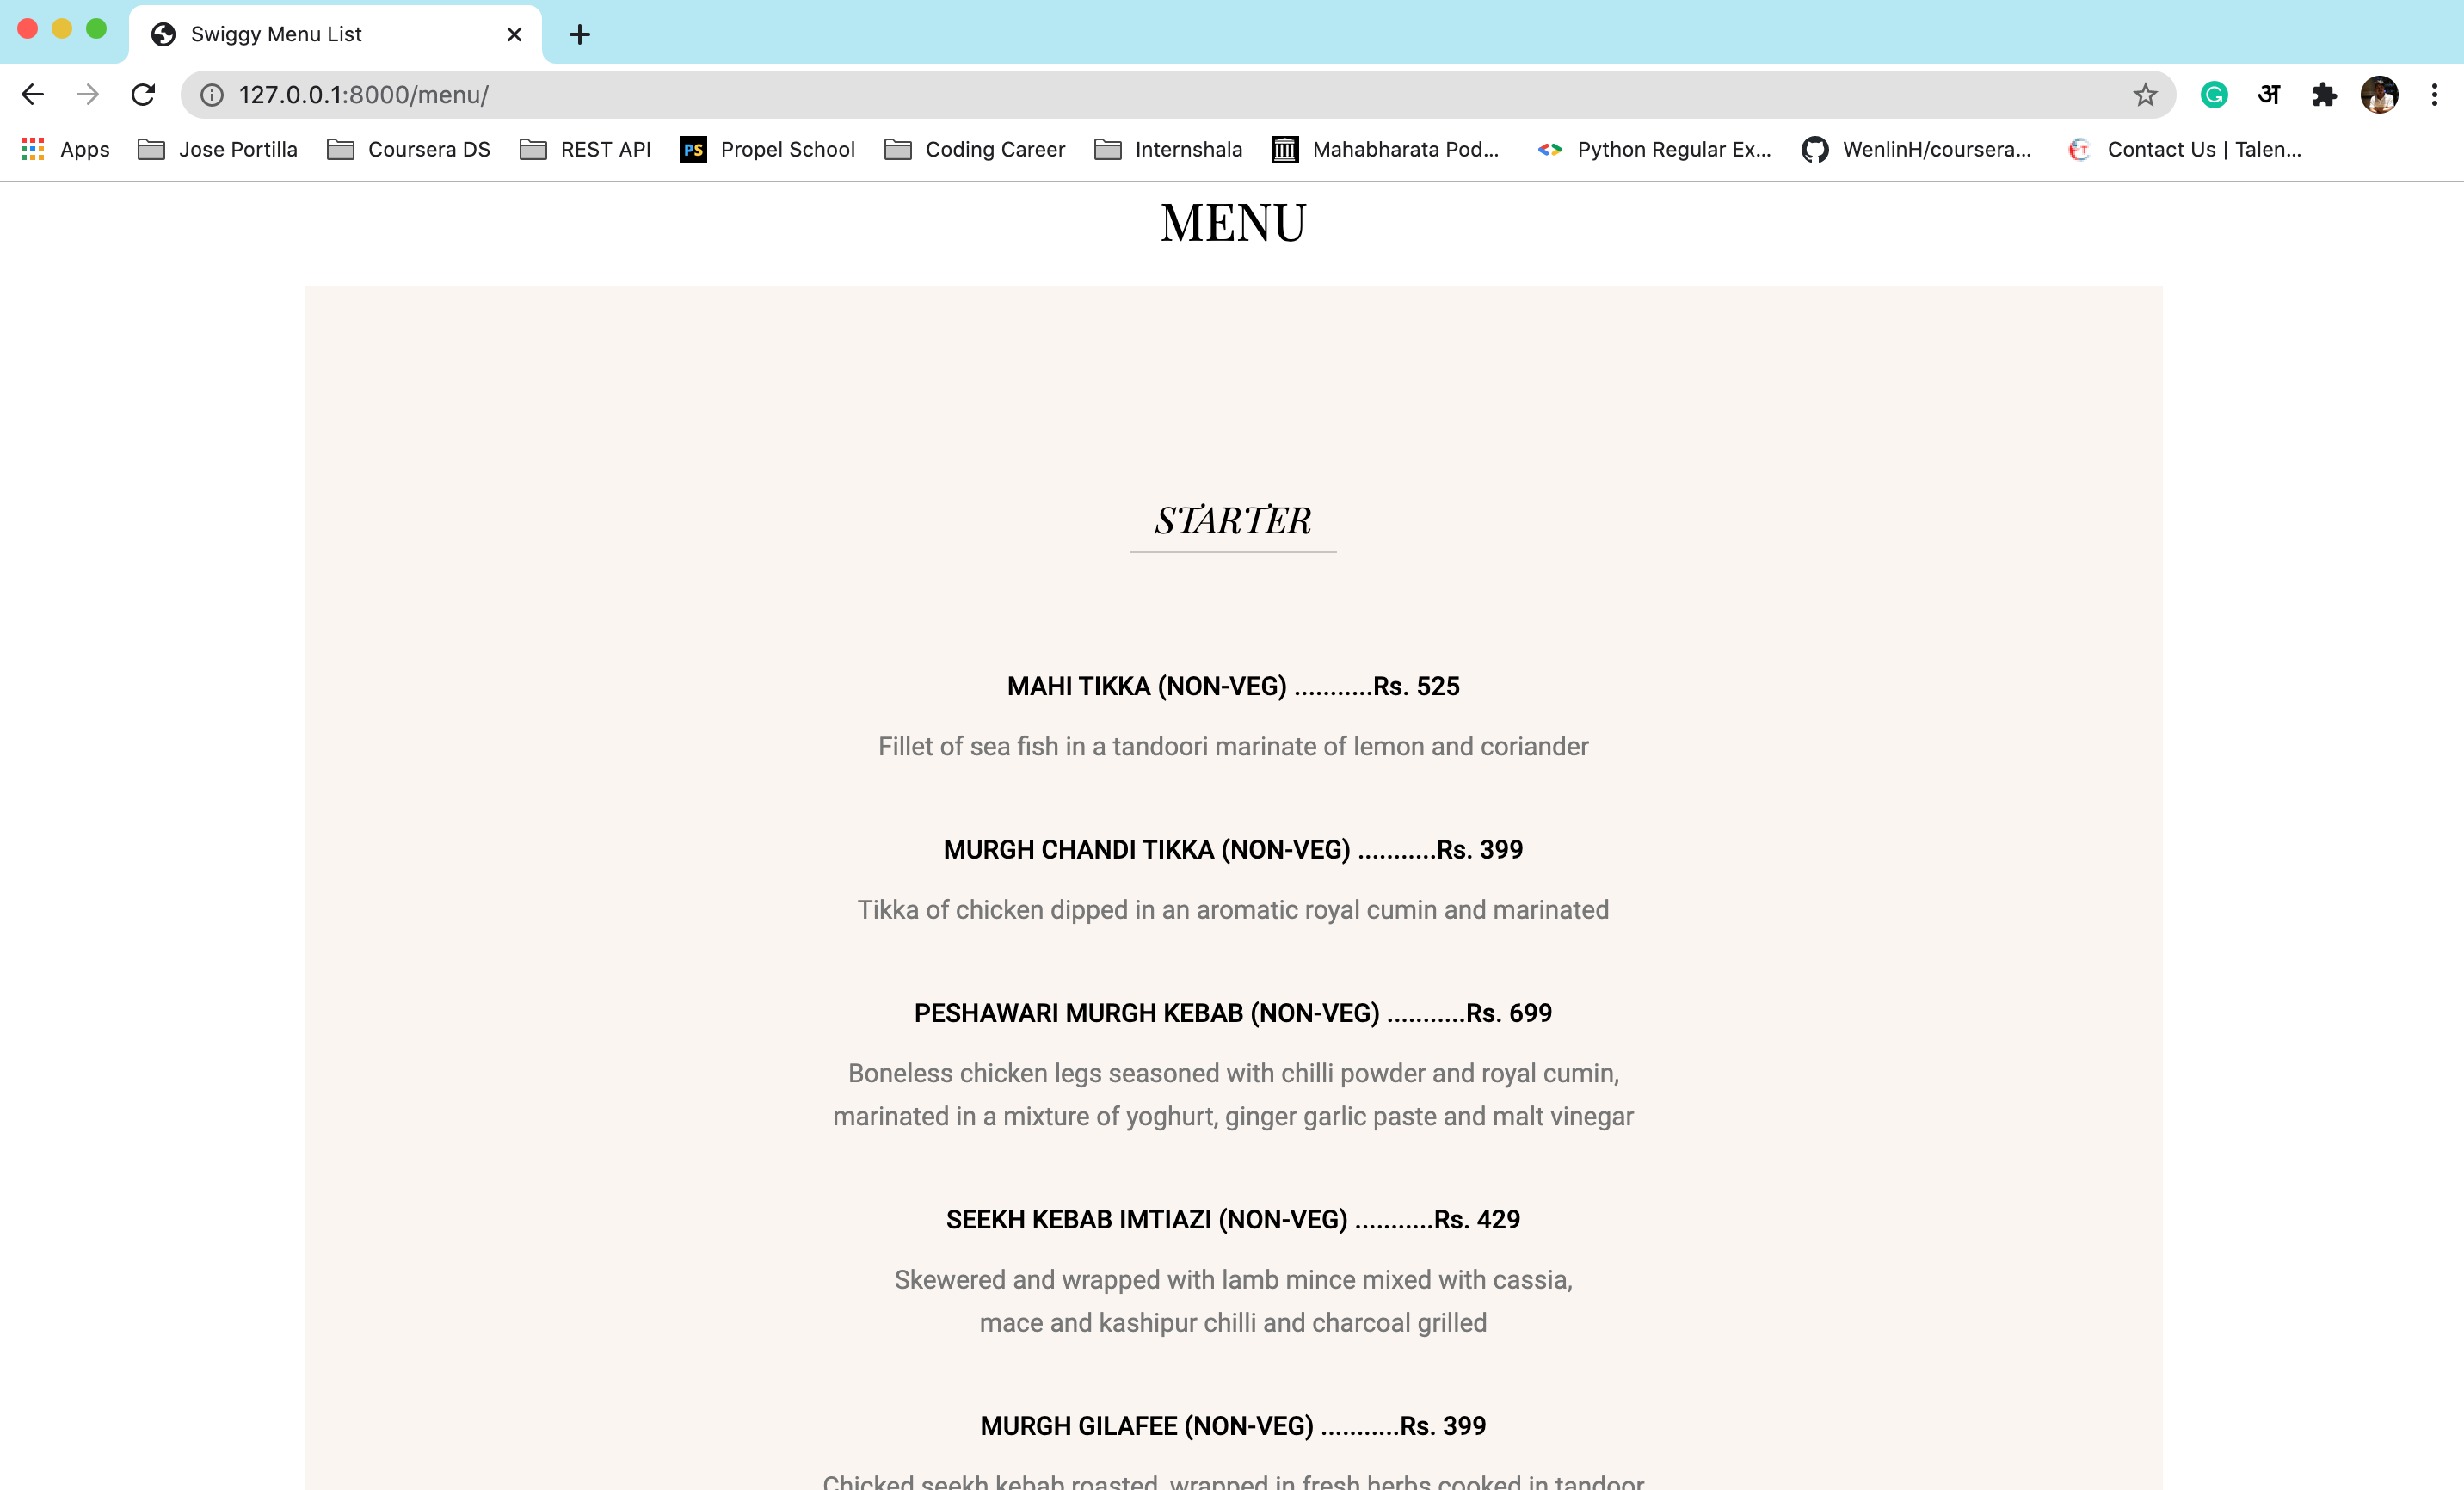 Swiggy Menu List
127.0.0.1:8000/menu/
अ
Apps Jose Portilla Coursera DS REST API PS Propel School Coding Career Internshala Mahabharata Pod... Python Regular Ex... WenlinH/coursera... Contact Us | Talen...
MENU
STARTER
MAHI TIKKA (NON-VEG) ...........Rs. 525
Fillet of sea fish in a tandoori marinate of lemon and coriander
MURGH CHANDI TIKKA (NON-VEG) ...........Rs. 399
Tikka of chicken dipped in an aromatic royal cumin and marinated
PESHAWARI MURGH KEBAB (NON-VEG) ...........Rs. 699
Boneless chicken legs seasoned with chilli powder and royal cumin,
marinated in a mixture of yoghurt, ginger garlic paste and malt vinegar
SEEKH KEBAB IMTIAZI (NON-VEG) ...........Rs. 429
Skewered and wrapped with lamb mince mixed with cassia,
mace and kashipur chilli and charcoal grilled
MURGH GILAFEE (NON-VEG) ...........Rs. 399
Chicked seekh kebab roasted, wrapped in fresh herbs cooked in tandoor